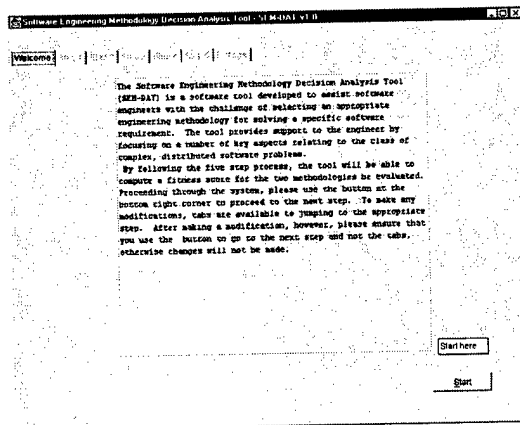 Software Engineering Methodology Decision Analysis Tool - SEM-DAT v1.0
Welcome
The Software Engineering Methodology Decision Analysis Tool
(SEM-DAT) is a software tool developed to assist software
engineers with the challenge of selecting an appropriate
engineering methodology for solving a specific software
requirement. The tool provides support to the engineer by
focusing on a number of key aspects relating to the class of
complex, distributed software problems.
By following the five step process, the tool will be able to
compute a fitness score for the two methodologies be evaluated.
Proceeding through the system, please use the button at the
bottom right corner to proceed to the next step. To make any
modifications, tabs are available to jumping to the appropriate
step. After making a modification, however, please ensure that
you use the button to go to the next step and not the tabs,
otherwise changes will not be made.
Start here
Start